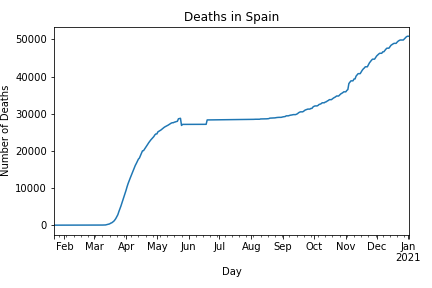 Deaths in Spain
Number of Deaths
50000
40000
30000
20000
10000
0
Feb Mar Apr May Jun Jul Aug Sep Oct Nov Dec Jan
2021
Day